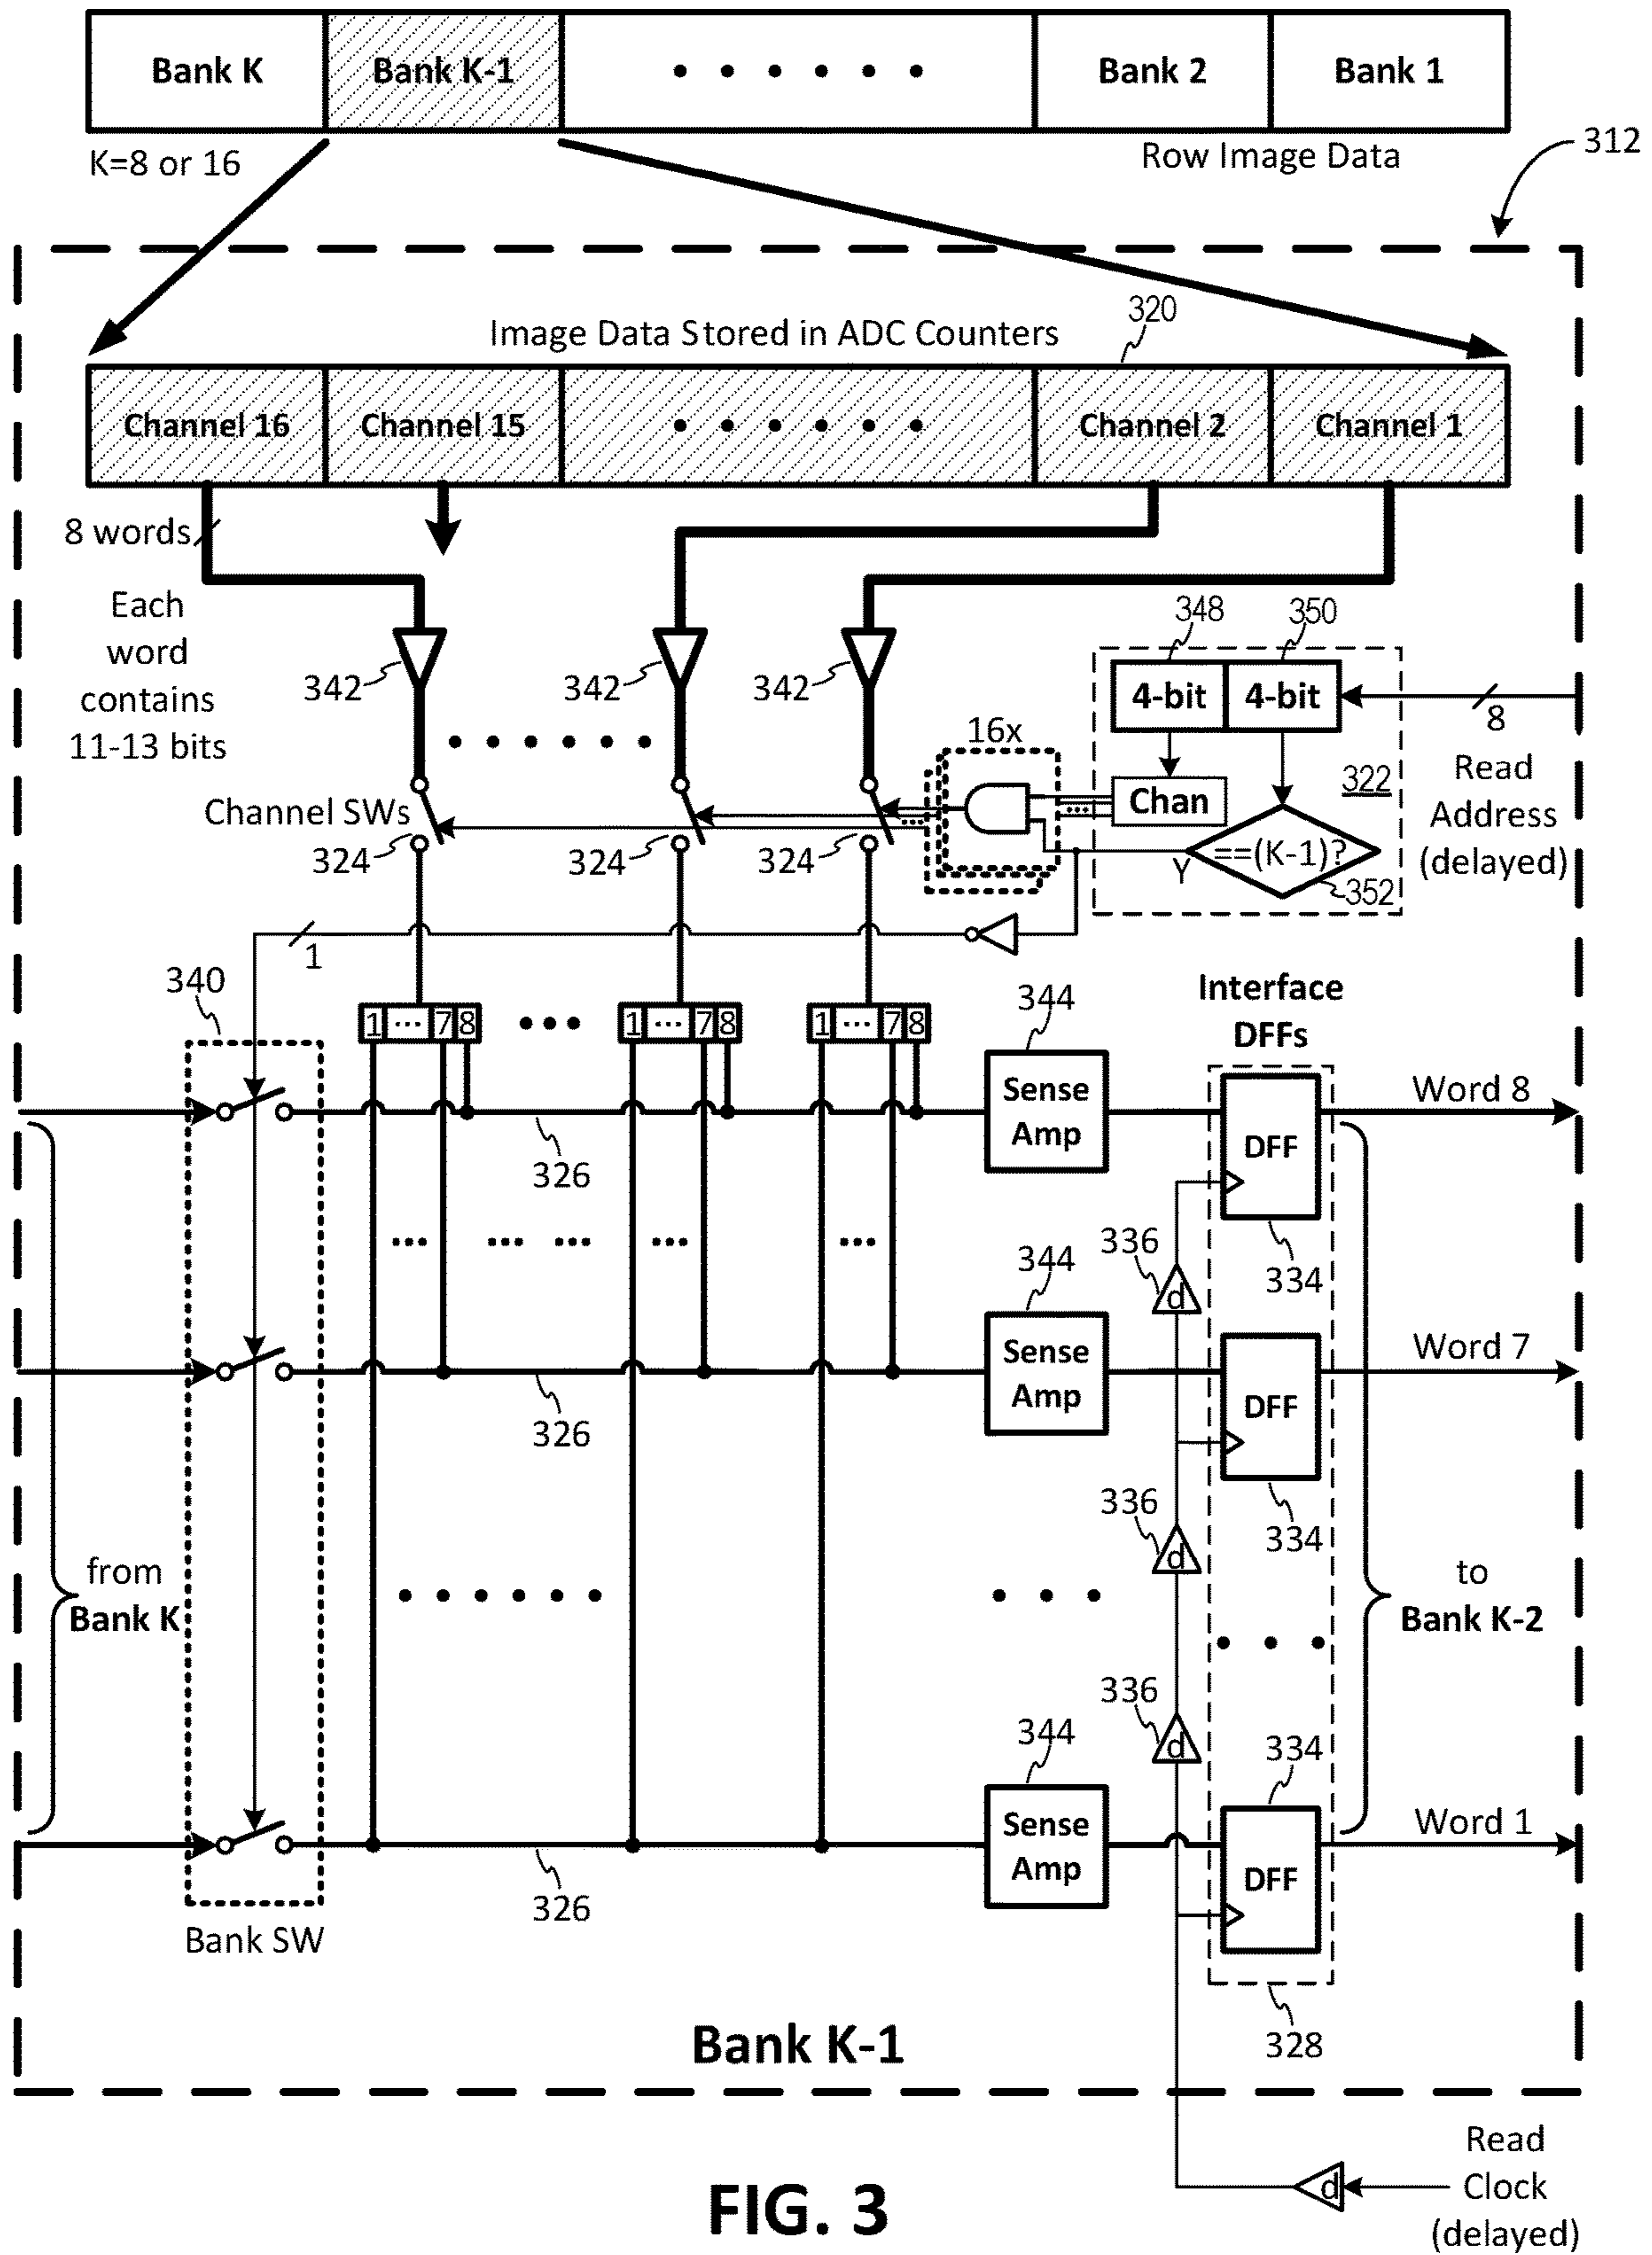 Bank K
Bank K-1
Bank 2
Bank 1
K=8 or 16
Row Image Data
312
Image Data Stored in ADC Counters
320
Channel 16
Channel 15
Channel 2
Channel 1
8 words
Each
word
contains
11-13 bits
342
342
342
348
350
4-bit
4-bit
8
Read
Address
(delayed)
16x
Chan
322
==(K-1)?
Y
352
Channel SWs
324
324
324
1
340
1
...
7
8
1
...
7
8
1
...
7
8
344
Interface
DFFs
Sense
Amp
DFF
Word 8
326
336
d
334
344
Sense
Amp
DFF
Word 7
326
336
d
334
from
Bank K
to
Bank K-2
336
d
344
334
Sense
Amp
DFF
Word 1
326
Bank SW
328
Bank K-1
Read
Clock
(delayed)
d
FIG. 3